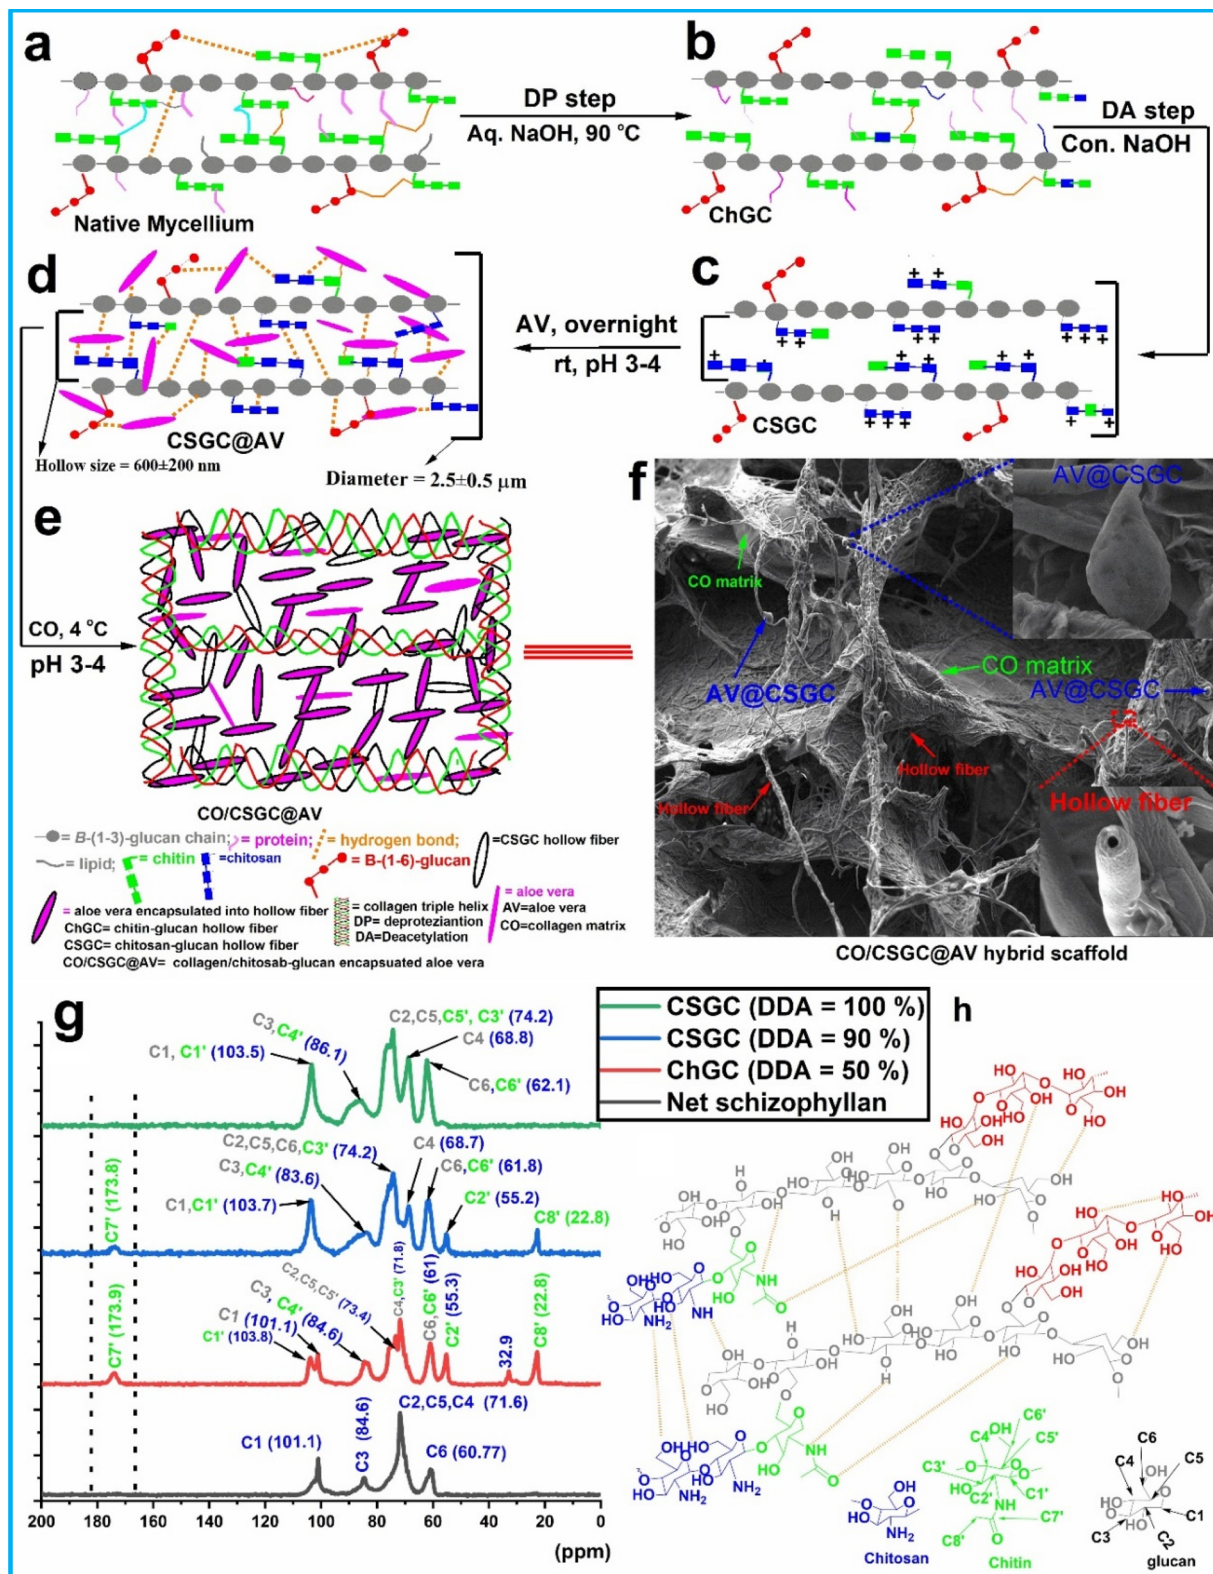 a
DP step
Aq. NaOH, 90 °C
Native Mycellium
b
DA step
Con. NaOH
ChGC
c
CSGC
AV, overnight
rt, pH 3-4
d
CSGC@AV
Hollow size = 600±200 nm
Diameter = 2.5±0.5 µm
e
CO, 4 °C
pH 3-4
CO/CSGC@AV
= B-(1-3)-glucan chain;
= protein;
= hydrogen bond;
=CSGC hollow fiber
= lipid;
= chitin
=chitosan
= B-(1-6)-glucan
= aloe vera encapsulated into hollow fiber
ChGC= chitin-glucan hollow fiber
CSGC= chitosan-glucan hollow fiber
CO/CSGC@AV= collagen/chitosab-glucan encapsuated aloe vera
= collagen triple helix
DP= deproteziantion
DA=Deacetylation
= aloe vera
AV=aloe vera
CO=collagen matrix
f
AV@CSGC
CO matrix
AV@CSGC
CO matrix
AV@CSGC
Hollow fiber
Hollow fiber
Hollow fiber
CO/CSGC@AV hybrid scaffold
g
CSGC (DDA = 100 %)
CSGC (DDA = 90 %)
ChGC (DDA = 50 %)
Net schizophyllan
C1, C1' (103.5)
C3,C4' (86.1)
C2,C5,C5', C3' (74.2)
C4 (68.8)
C6,C6' (62.1)
C7' (173.8)
C1,C1' (103.7)
C3,C4' (83.6)
C2,C5,C6,C3' (74.2)
C4 (68.7)
C6,C6' (61.8)
C2' (55.2)
C8' (22.8)
C7' (173.9)
C1' (103.8)
C1 (101.1)
C3, C4' (84.6)
C2,C5,C5' (73.4)
C4,C3' (71.8)
C6,C6' (61)
C2' (55.3)
32.9
C8' (22.8)
C1 (101.1)
C3 (84.6)
C2,C5,C4 (71.6)
C6 (60.77)
200 180 160 140 120 100 80 60 40 20 0
(ppm)
h
Chitosan
C6'
C4'
C5'
C3'
C2'
C1'
C7'
C8'
Chitin
C6
C5
C4
C1
C3
C2
glucan